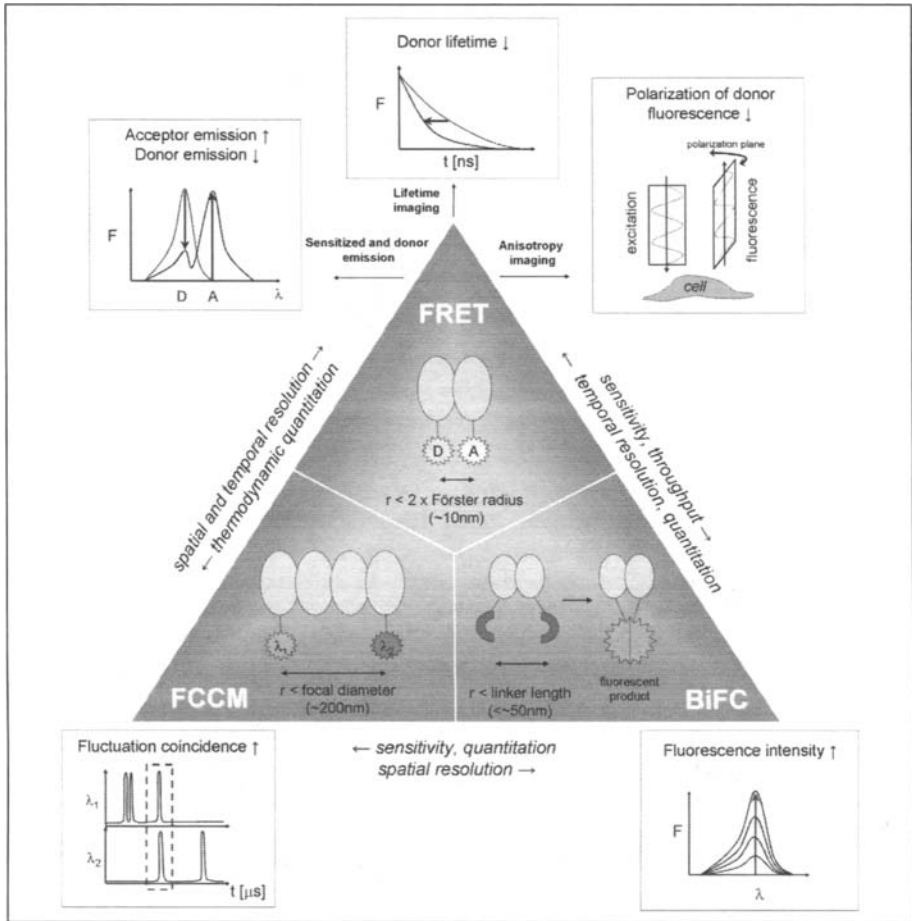 Donor lifetime ↓
F
t [ns]
Acceptor emission ↑
Donor emission ↓
F
D A λ
Polarization of donor
fluorescence ↓
polarization plane
excitation
fluorescence
cell
Lifetime
imaging
Sensitized and donor
emission
Anisotropy
imaging
FRET
D A
r < 2 x Förster radius
(~10nm)
spatial and temporal resolution →
← thermodynamic quantitation
← sensitivity, throughput →
temporal resolution, quantitation
λ1
λ2
r < focal diameter
(~200nm)
FCCM
r < linker length
(<~50nm)
fluorescent
product
BiFC
← sensitivity, quantitation
spatial resolution →
Fluctuation coincidence ↑
λ1
λ2
t [µs]
Fluorescence intensity ↑
F
λ